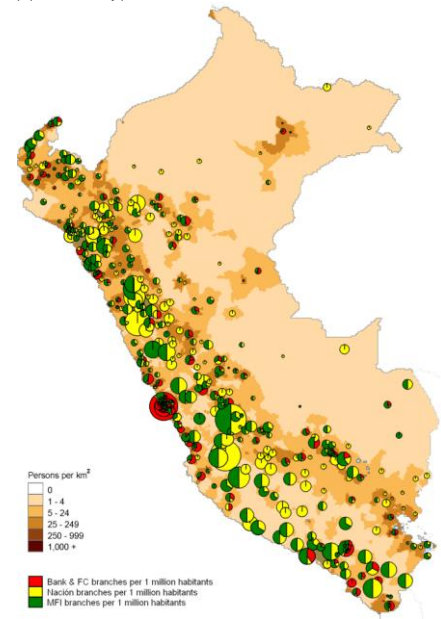 Persons per km²
0
1 - 4
5 - 24
25 - 249
250 - 999
1,000 +
Bank & FC branches per 1 million habitants
Nación branches per 1 million habitants
MFI branches per 1 million habitants